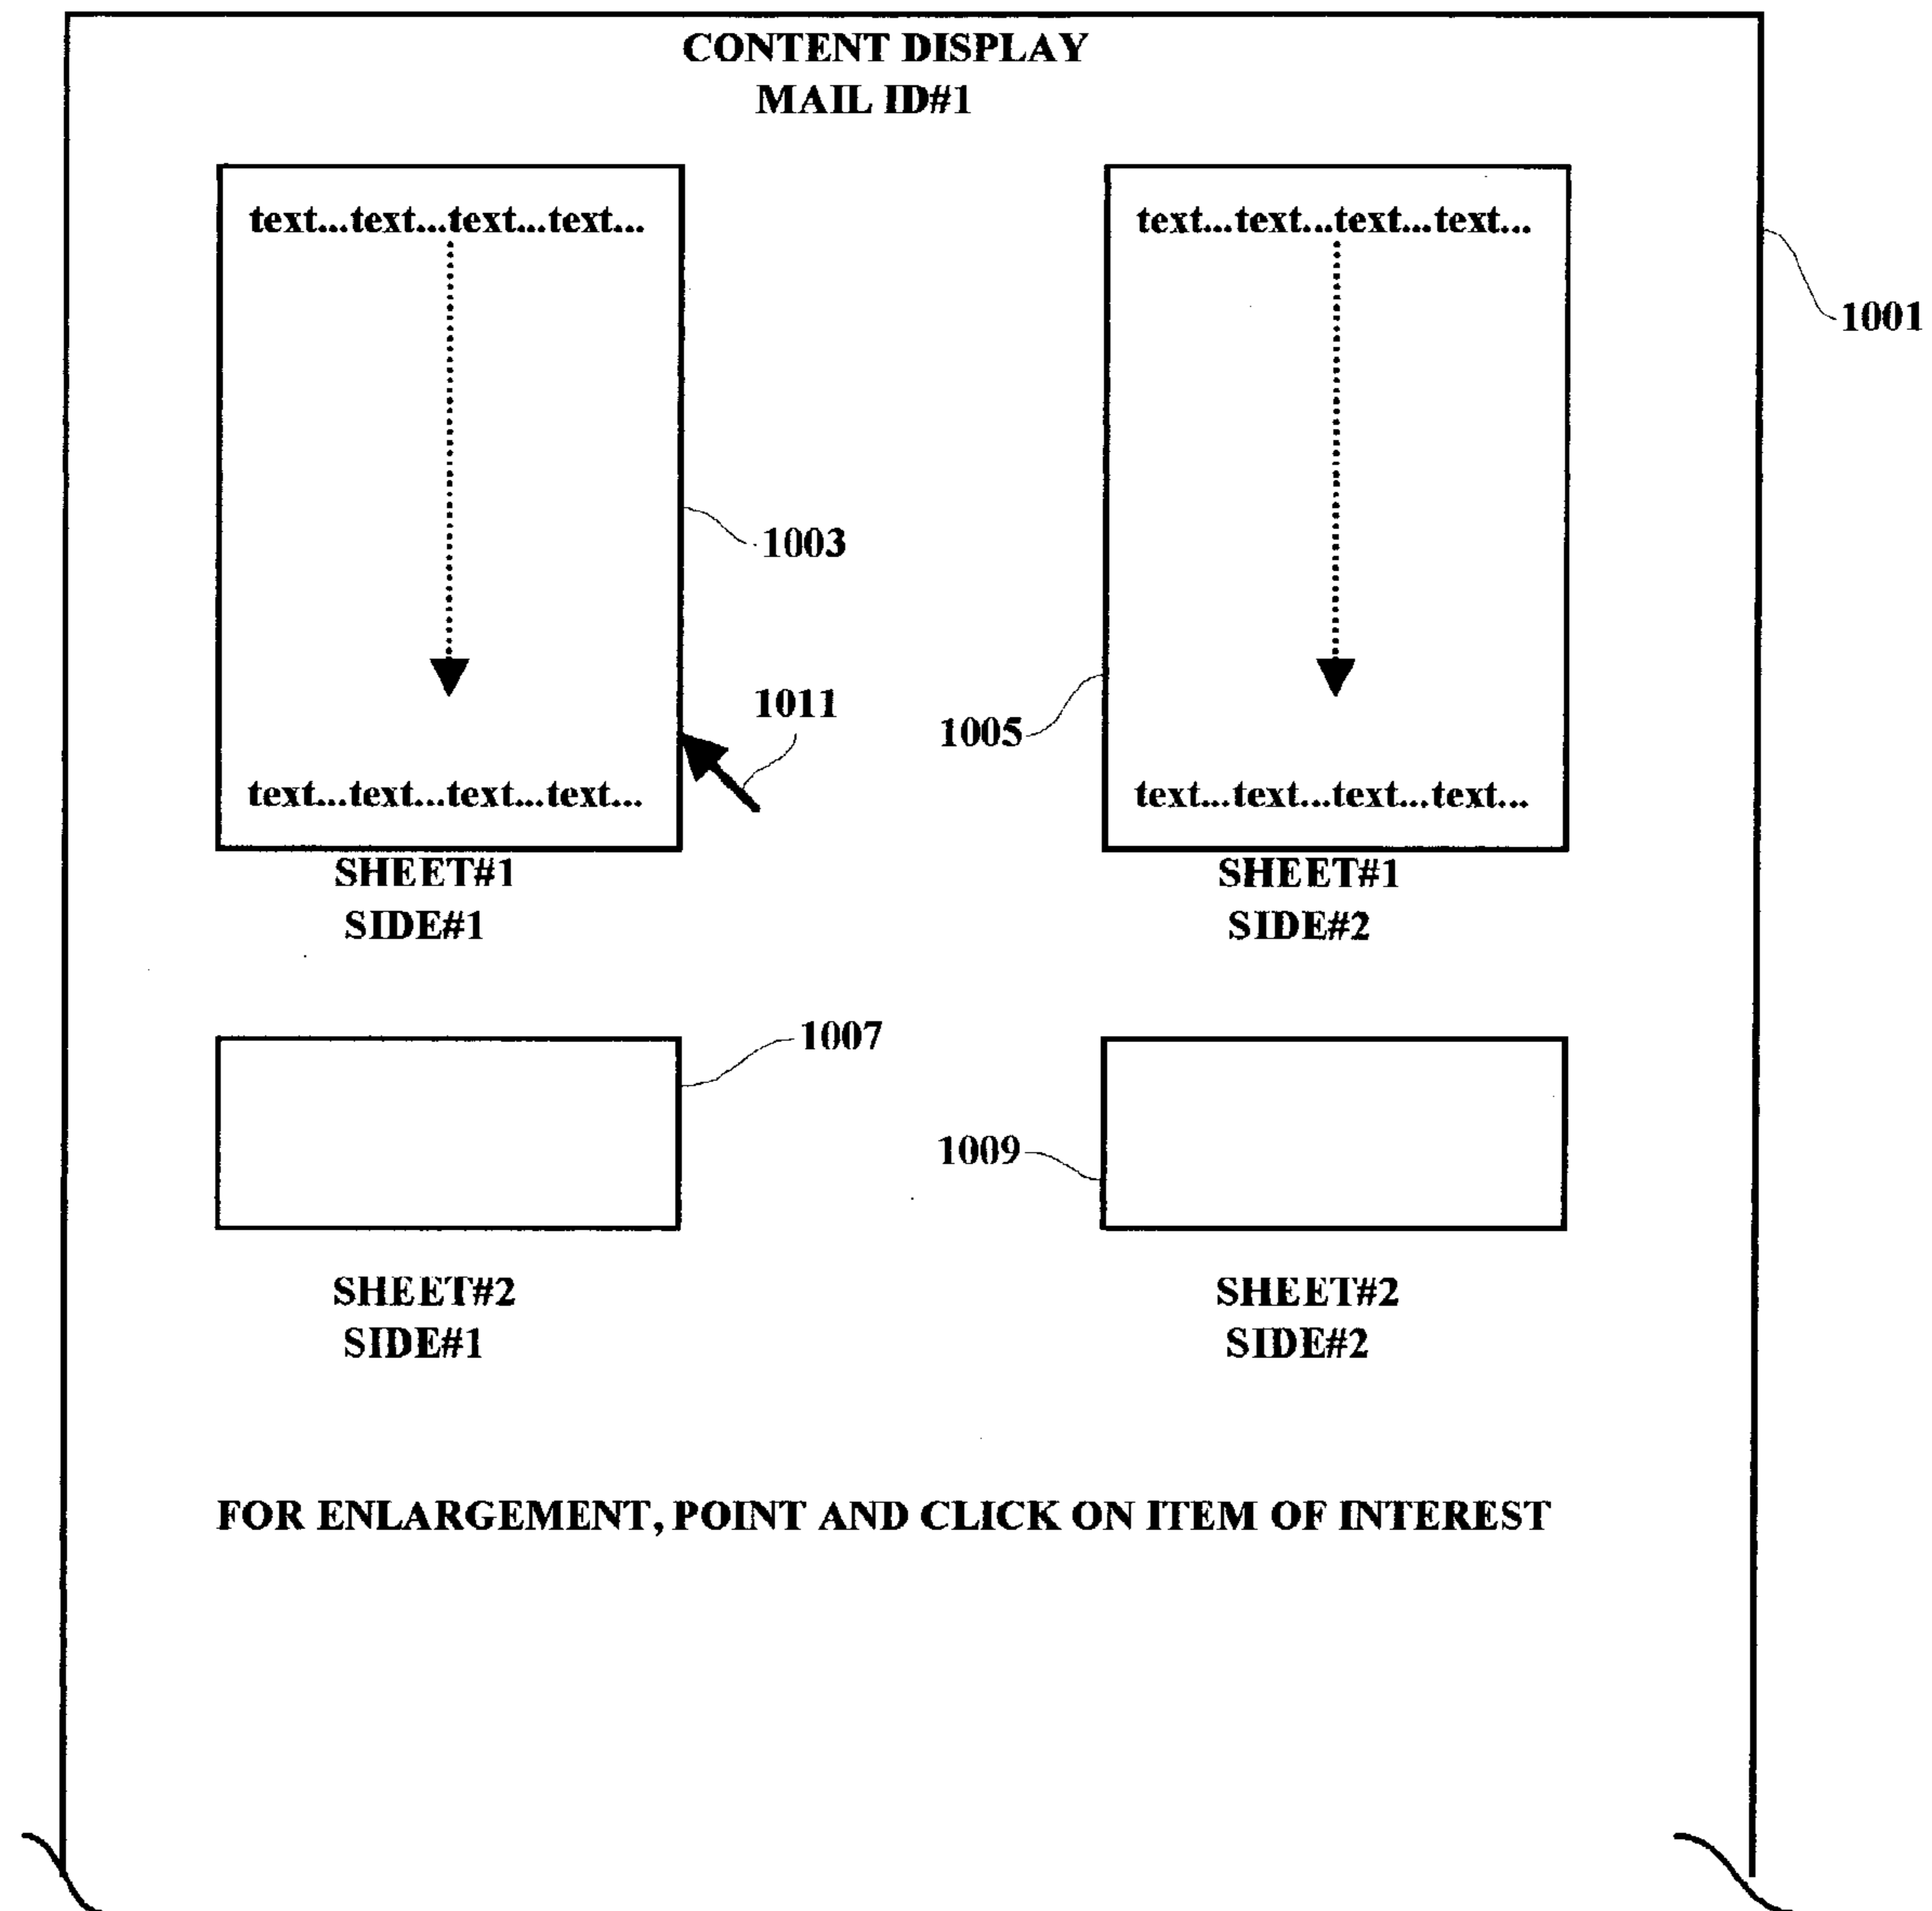 CONTENT DISPLAY
MAIL ID#1
text...text...text...text...
text...text...text...text...
1001
1003
1011
1005
text...text...text...text...
text...text...text...text...
SHEET#1
SIDE#1
SHEET#1
SIDE#2
1007
1009
SHEET#2
SIDE#1
SHEET#2
SIDE#2
FOR ENLARGEMENT, POINT AND CLICK ON ITEM OF INTEREST